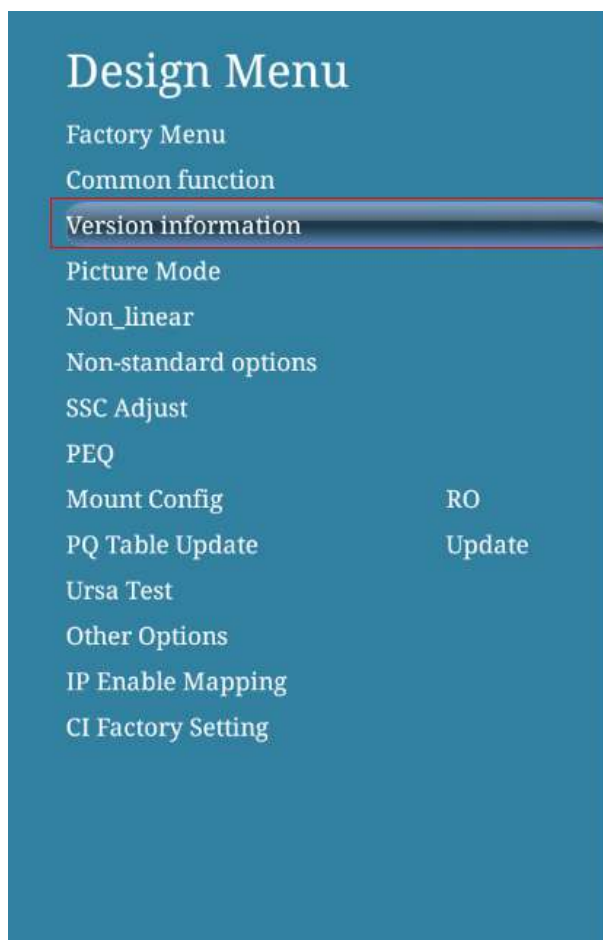 Design Menu
Factory Menu
Common function
Version information
Picture Mode
Non_linear
Non-standard options
SSC Adjust
PEQ
Mount Config RO
PQ Table Update Update
Ursa Test
Other Options
IP Enable Mapping
CI Factory Setting